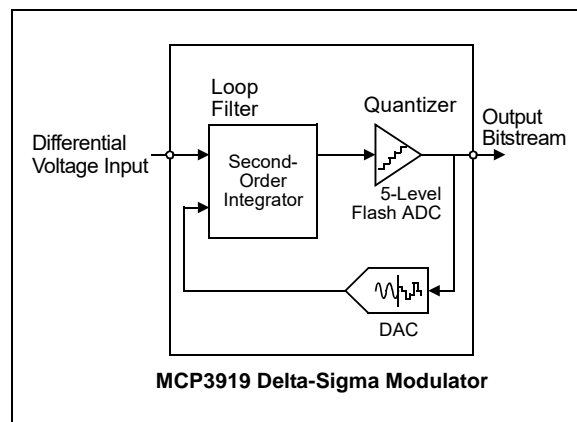 Loop
Filter
Quantizer
Output
Bitstream
Differential
Voltage Input
Second-
Order
Integrator
5-Level
Flash ADC
DAC
MCP3919 Delta-Sigma Modulator